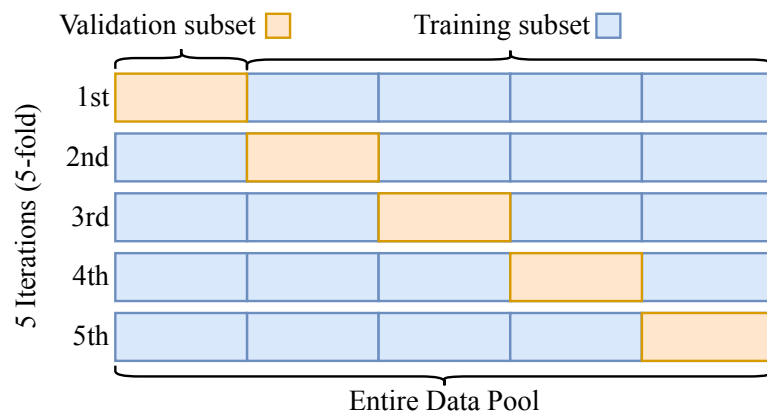 Validation subset
Training subset
5 Iterations (5-fold)
1st
2nd
3rd
4th
5th
Entire Data Pool